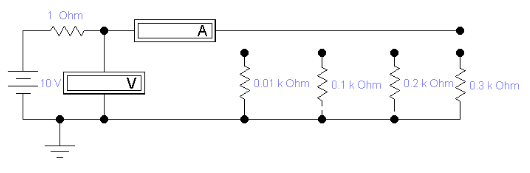 1 Ohm
A
10 V
V
0.01 k Ohm
0.1 k Ohm
0.2 k Ohm
0.3 k Ohm